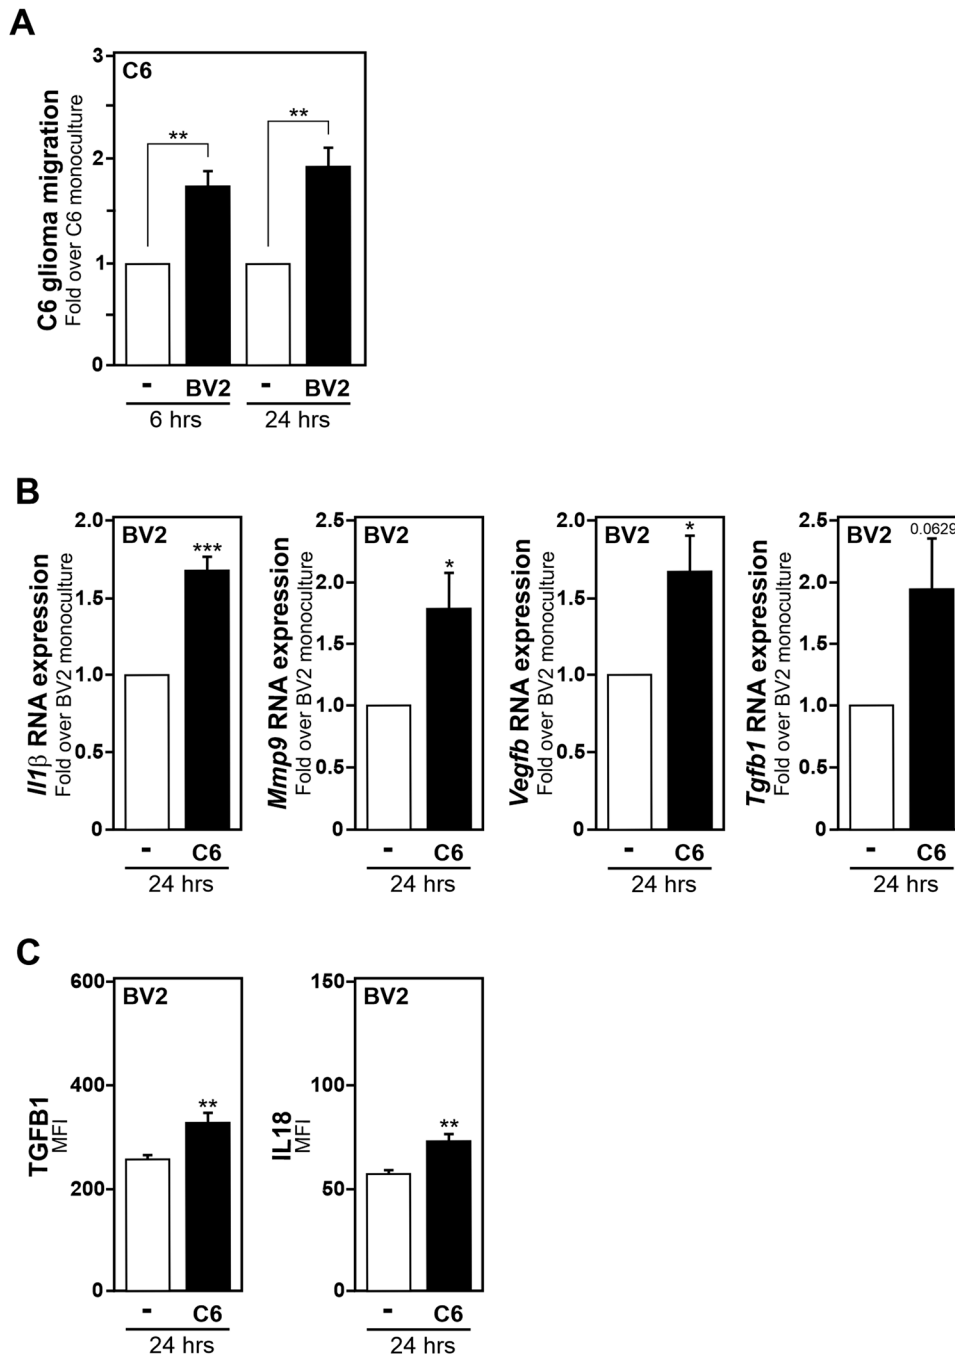 A
C6 glioma migration
Fold over C6 monoculture
3
2
1
0
C6
**
**
- BV2 - BV2
6 hrs 24 hrs
B
Il1β RNA expression
Fold over BV2 monoculture
2.0
1.5
1.0
0.5
0
BV2
***
- C6
24 hrs
Mmp9 RNA expression
Fold over BV2 monoculture
2.5
2.0
1.5
1.0
0.5
0
BV2
*
- C6
24 hrs
Vegfb RNA expression
Fold over BV2 monoculture
2.0
1.5
1.0
0.5
0
BV2
*
- C6
24 hrs
Tgfb1 RNA expression
Fold over BV2 monoculture
2.5
2.0
1.5
1.0
0.5
0
BV2
0.0629
- C6
24 hrs
C
TGFB1
MFI
600
400
200
0
BV2
**
- C6
24 hrs
IL18
MFI
150
100
50
0
BV2
**
- C6
24 hrs